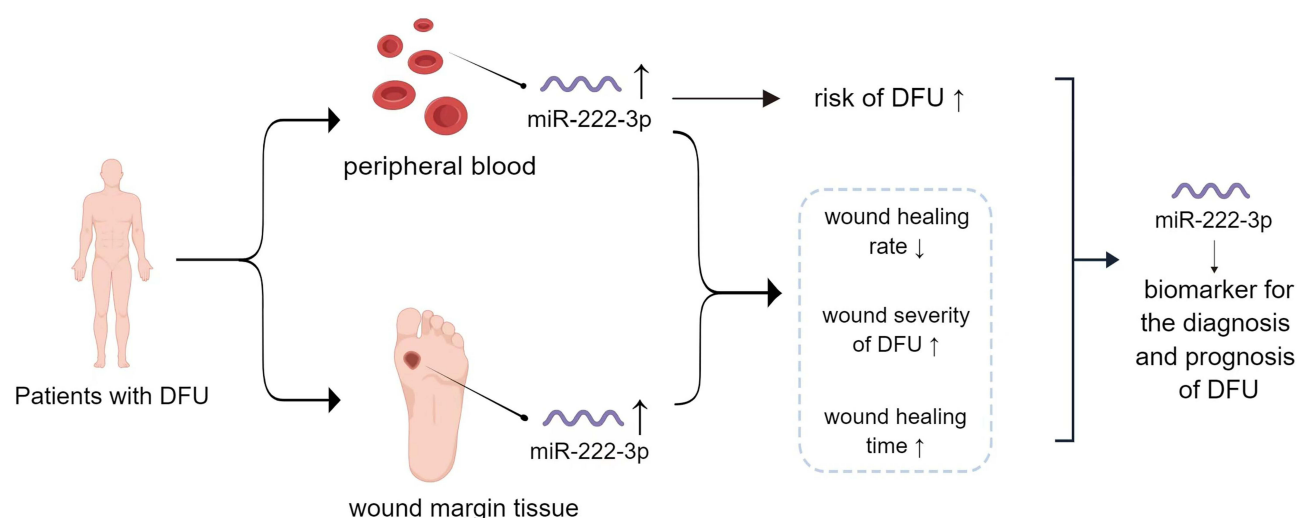 Patients with DFU
peripheral blood
miR-222-3p
↑
wound margin tissue
miR-222-3p
↑
risk of DFU ↑
wound healing
rate ↓
wound severity
of DFU ↑
wound healing
time ↑
miR-222-3p
biomarker for
the diagnosis
and prognosis
of DFU